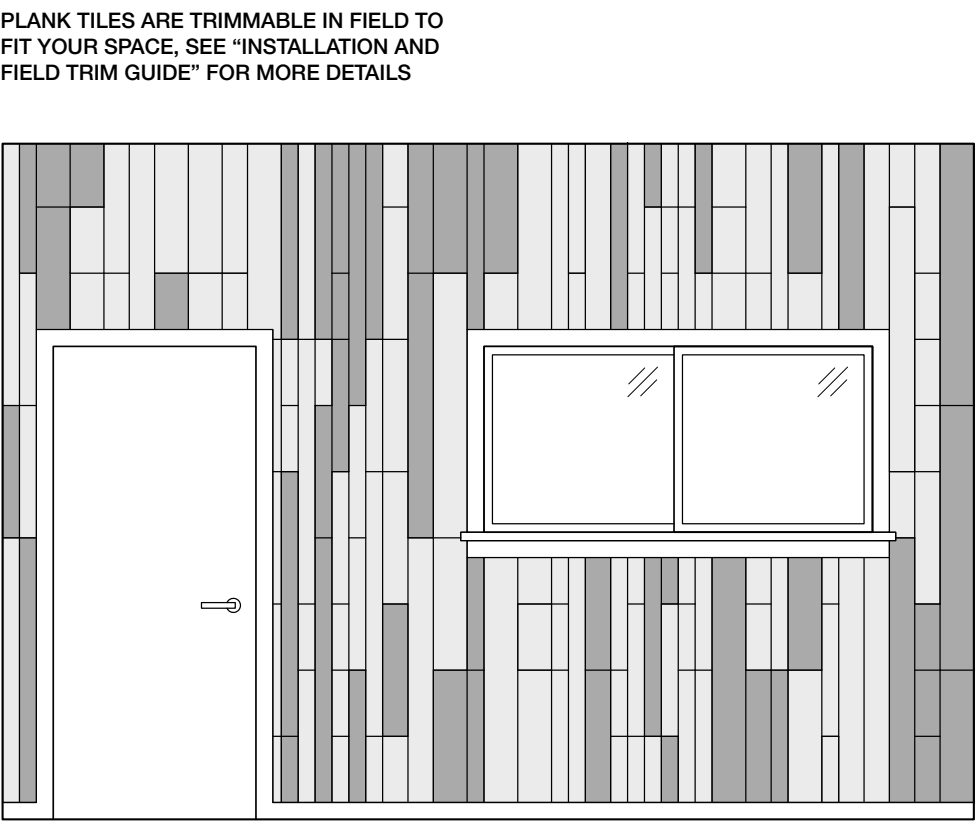 PLANK TILES ARE TRIMMABLE IN FIELD TO
FIT YOUR SPACE, SEE “INSTALLATION AND
FIELD TRIM GUIDE” FOR MORE DETAILS